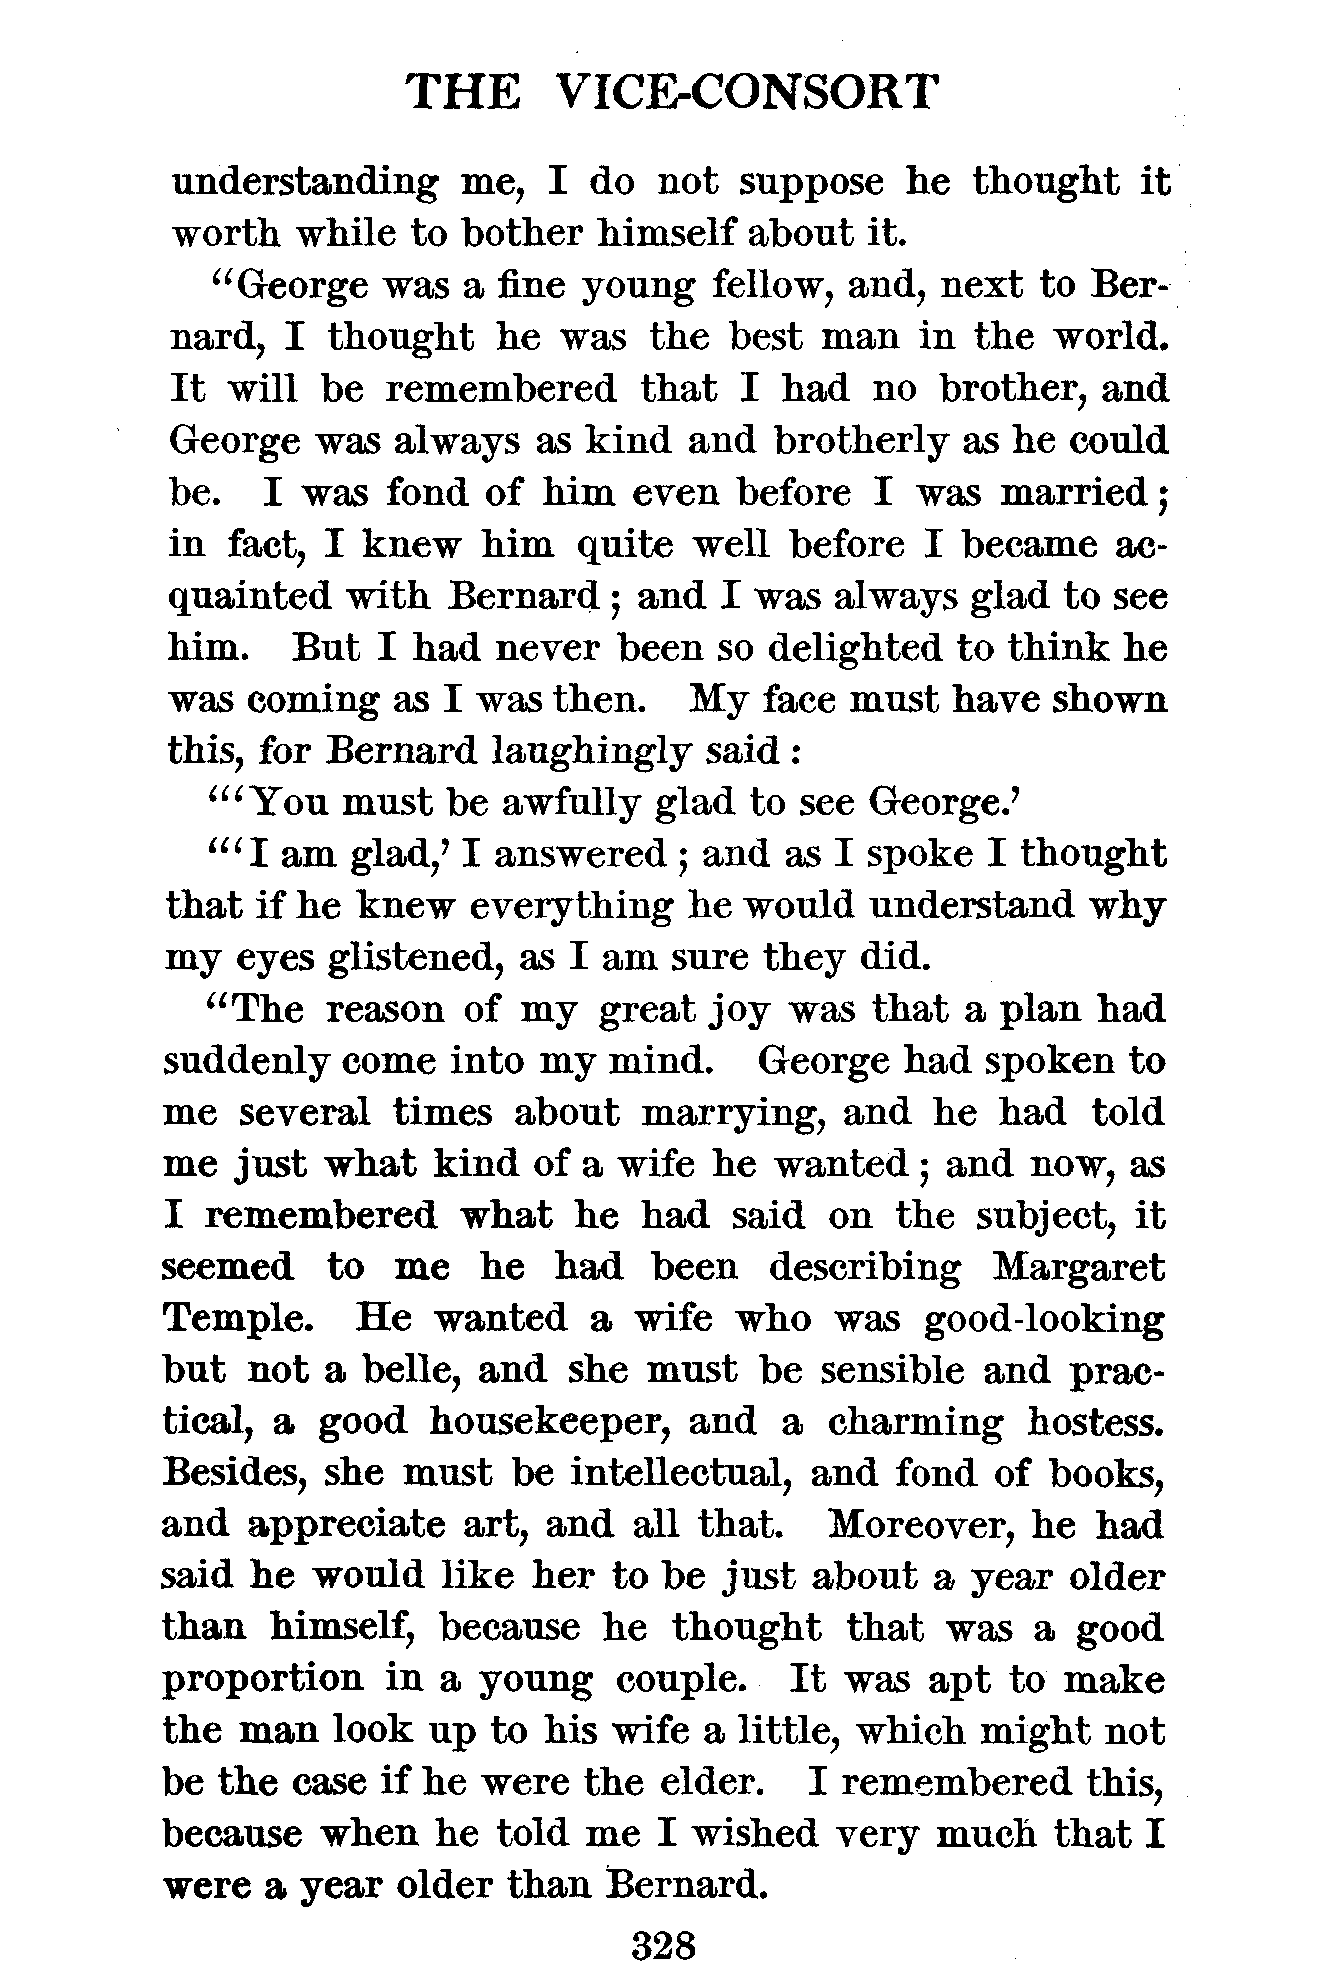 THE VICE-CONSORT
understanding me, I do not suppose he thought it
worth while to bother himself about it.
"George was a fine young fellow, and, next to Ber-
nard, I thought he was the best man in the world.
It will be remembered that I had no brother, and
George was always as kind and brotherly as he could
be. I was fond of him even before I was married;
in fact, I knew him quite well before I became ac-
quainted with Bernard; and I was always glad to see
him. But I had never been so delighted to think he
was coming as I was then. My face must have shown
this, for Bernard laughingly said:
"'You must be awfully glad to see George.'
"'I am glad,' I answered; and as I spoke I thought
that if he knew everything he would understand why
my eyes glistened, as I am sure they did.
"The reason of my great joy was that a plan had
suddenly come into my mind. George had spoken to
me several times about marrying, and he had told
me just what kind of a wife he wanted; and now, as
I remembered what he had said on the subject, it
seemed to me he had been describing Margaret
Temple. He wanted a wife who was good-looking
but not a belle, and she must be sensible and prac-
tical, a good housekeeper, and a charming hostess.
Besides, she must be intellectual, and fond of books,
and appreciate art, and all that. Moreover, he had
said he would like her to be just about a year older
than himself, because he thought that was a good
proportion in a young couple. It was apt to make
the man look up to his wife a little, which might not
be the case if he were the elder. I remembered this,
because when he told me I wished very much that I
were a year older than Bernard.
328